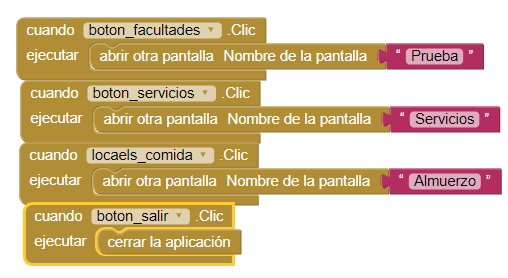 cuando boton_facultades .Clic
ejecutar abrir otra pantalla Nombre de la pantalla " Prueba "
cuando boton_servicios .Clic
ejecutar abrir otra pantalla Nombre de la pantalla " Servicios "
cuando locaels_comida .Clic
ejecutar abrir otra pantalla Nombre de la pantalla " Almuerzo "
cuando boton_salir .Clic
ejecutar cerrar la aplicación